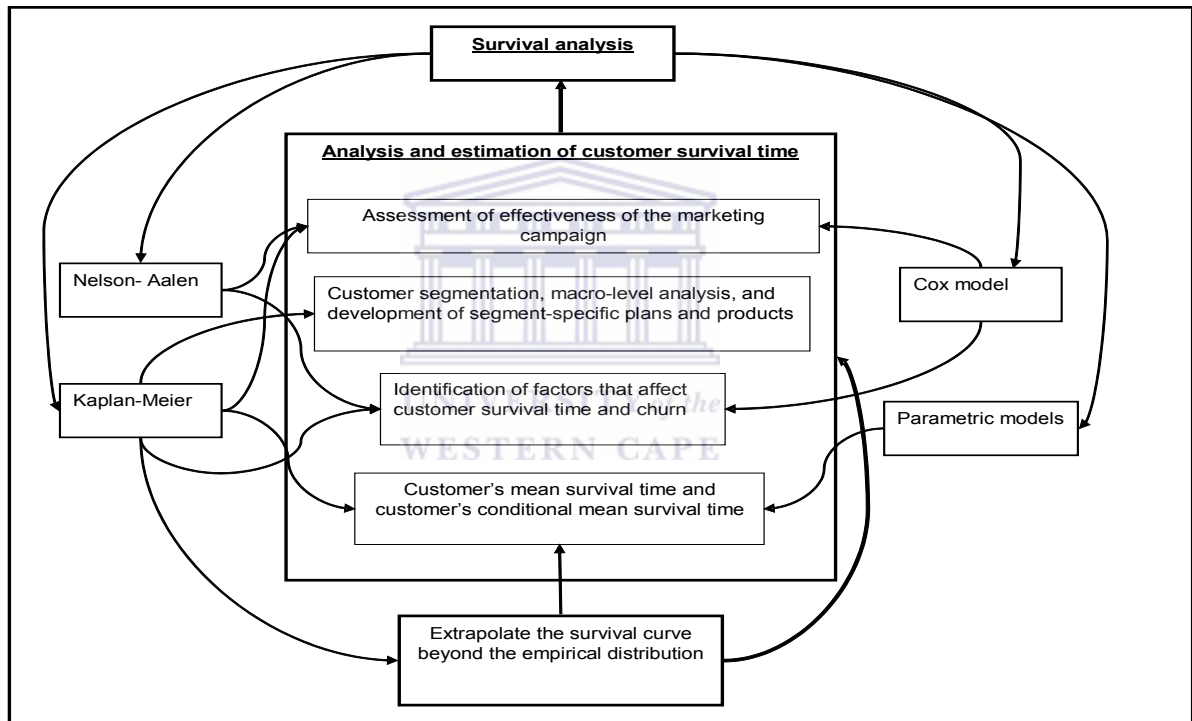 Survival analysis
Analysis and estimation of customer survival time
Assessment of effectiveness of the marketing
campaign
Nelson- Aalen
Cox model
Customer segmentation, macro-level analysis, and
development of segment-specific plans and products
Kaplan-Meier
Identification of factors that affect
customer survival time and churn
UNIVERSITY of the
WESTERN CAPE
Parametric models
Customer's mean survival time and
customer's conditional mean survival time
Extrapolate the survival curve
beyond the empirical distribution